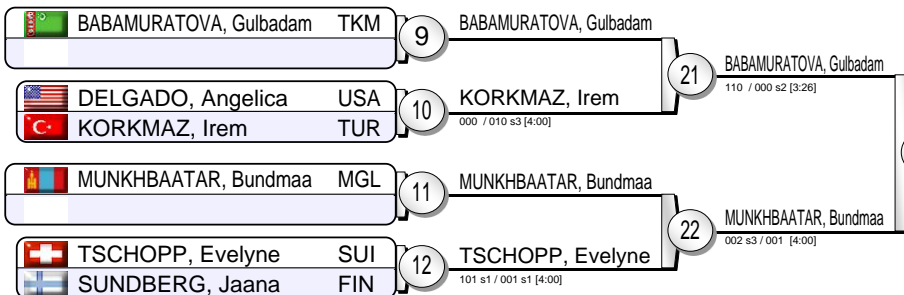 BABAMURATOVA, Gulbadam TKM
9
BABAMURATOVA, Gulbadam
21
BABAMURATOVA, Gulbadam
110 / 000 s2 [3:26]
DELGADO, Angelica USA
KORKMAZ, Irem TUR
10
KORKMAZ, Irem
000 / 010 s3 [4:00]
MUNKHBAATAR, Bundmaa MGL
11
MUNKHBAATAR, Bundmaa
22
MUNKHBAATAR, Bundmaa
002 s3 / 001 [4:00]
TSCHOPP, Evelyne SUI
SUNDBERG, Jaana FIN
12
TSCHOPP, Evelyne
101 s1 / 001 s1 [4:00]